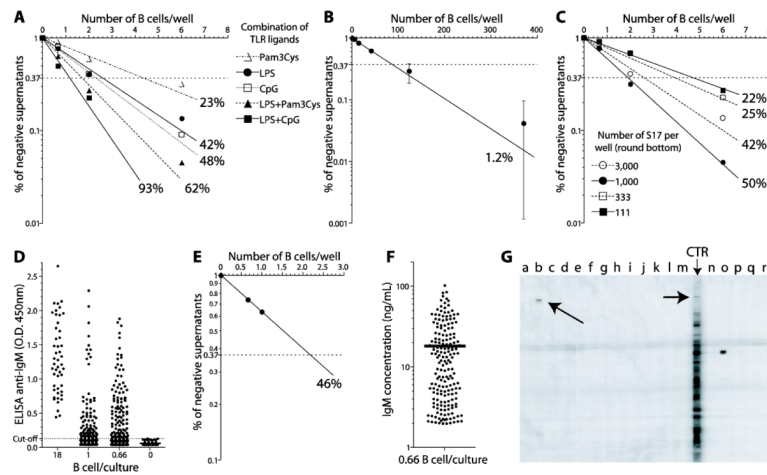 A
Number of B cells/well
0 1 2 3 4 5 6 7 8
1
0.37
0.1
0.01
% of negative supernatants
23%
42%
48%
62%
93%
Combination of
TLR ligands
Pam3Cys
LPS
CpG
LPS+Pam3Cys
LPS+CpG
B
Number of B cells/well
0 100 200 300 400
1
0.37
0.1
0.01
0.001
% of negative supernatants
1.2%
C
Number of B cells/well
0 1 2 3 4 5 6 7 8
1
0.37
0.1
0.01
% of negative supernatants
22%
25%
42%
50%
Number of S17 per
well (round bottom)
3,000
1,000
333
111
D
ELISA anti-IgM (O.D. 450nm)
2.5
2.0
1.5
1.0
0.5
Cut-off
0.0
18 1 0.66 0
B cell/culture
E
Number of B cells/well
0 0.5 1.0 1.5 2.0 2.5 3.0
1
0.9
0.8
0.7
0.6
0.5
0.4
0.37
0.3
0.2
0.1
% of negative supernatants
46%
F
IgM concentration (ng/mL)
100
10
1
0.66 B cell/culture
G
CTR
a b c d e f g h i j k l m n o p q r